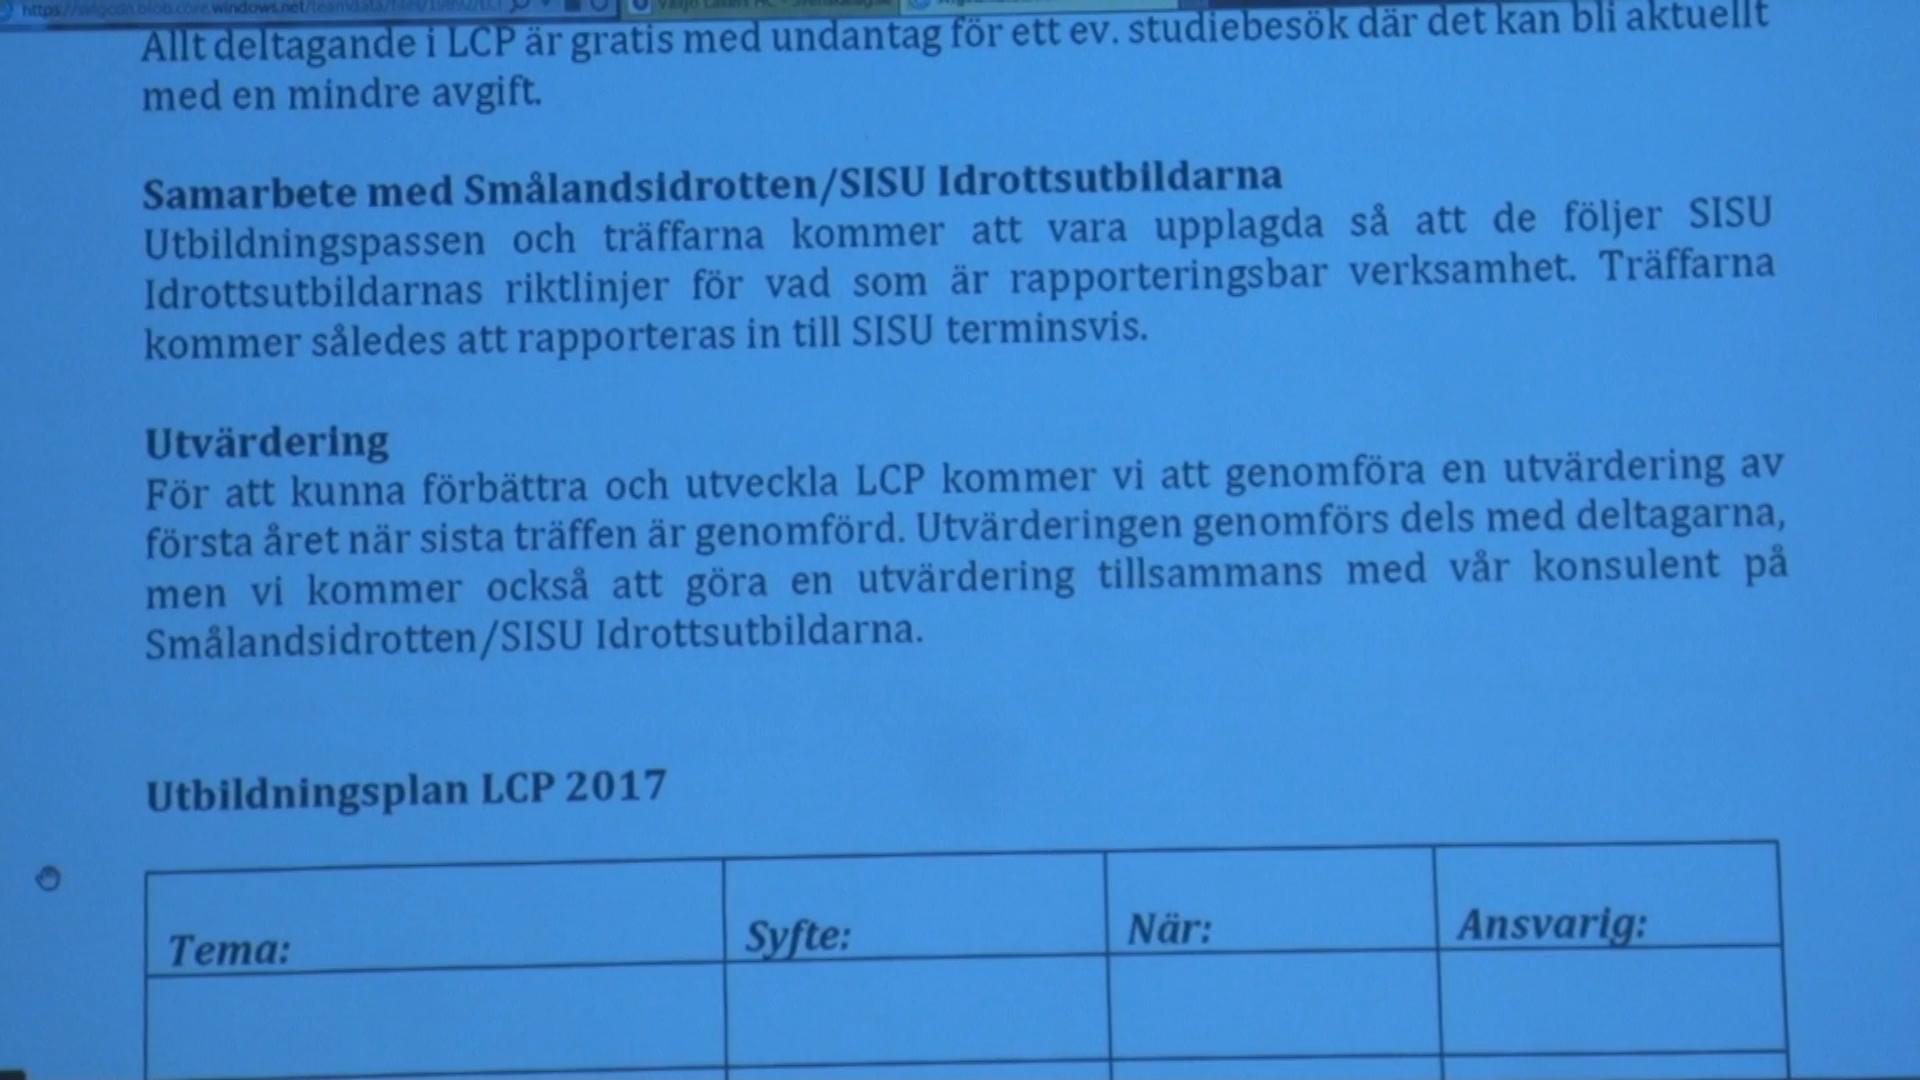 Allt deltagande i LCP är gratis med undantag för ett ev. studiebesök där det kan bli aktuellt
med en mindre avgift.
Samarbete med Smålandsidrotten/SISU Idrottsutbildarna
Utbildningspassen och träffarna kommer att vara upplagda så att de följer SISU
Idrottsutbildarnas riktlinjer för vad som är rapporteringsbar verksamhet. Träffarna
kommer således att rapporteras in till SISU terminsvis.
Utvärdering
För att kunna förbättra och utveckla LCP kommer vi att genomföra en utvärdering av
första året när sista träffen är genomförd. Utvärderingen genomförs dels med deltagarna,
men vi kommer också att göra en utvärdering tillsammans med vår konsulent på
Smålandsidrotten/SISU Idrottsutbildarna.
Utbildningsplan LCP 2017
Tema: Syfte: När: Ansvarig: